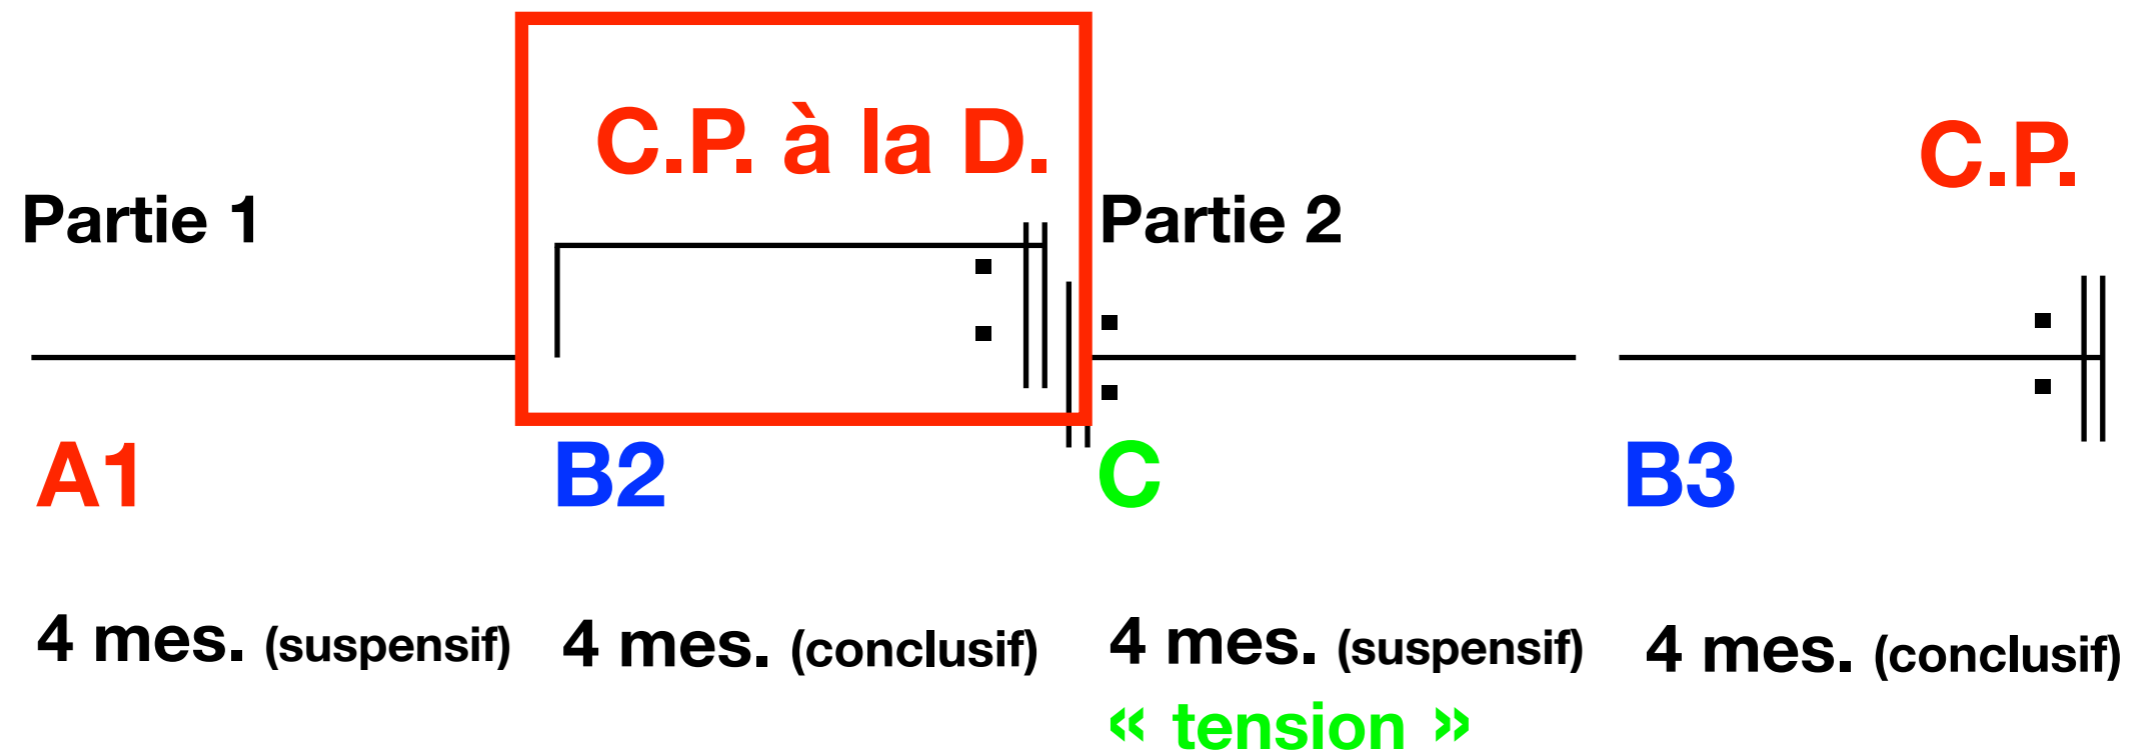 C.P. à la D.
C.P.
Partie 1
Partie 2
A1
B2
C
B3
4 mes. (suspensif)
4 mes. (conclusif)
4 mes. (suspensif)
4 mes. (conclusif)
« tension »